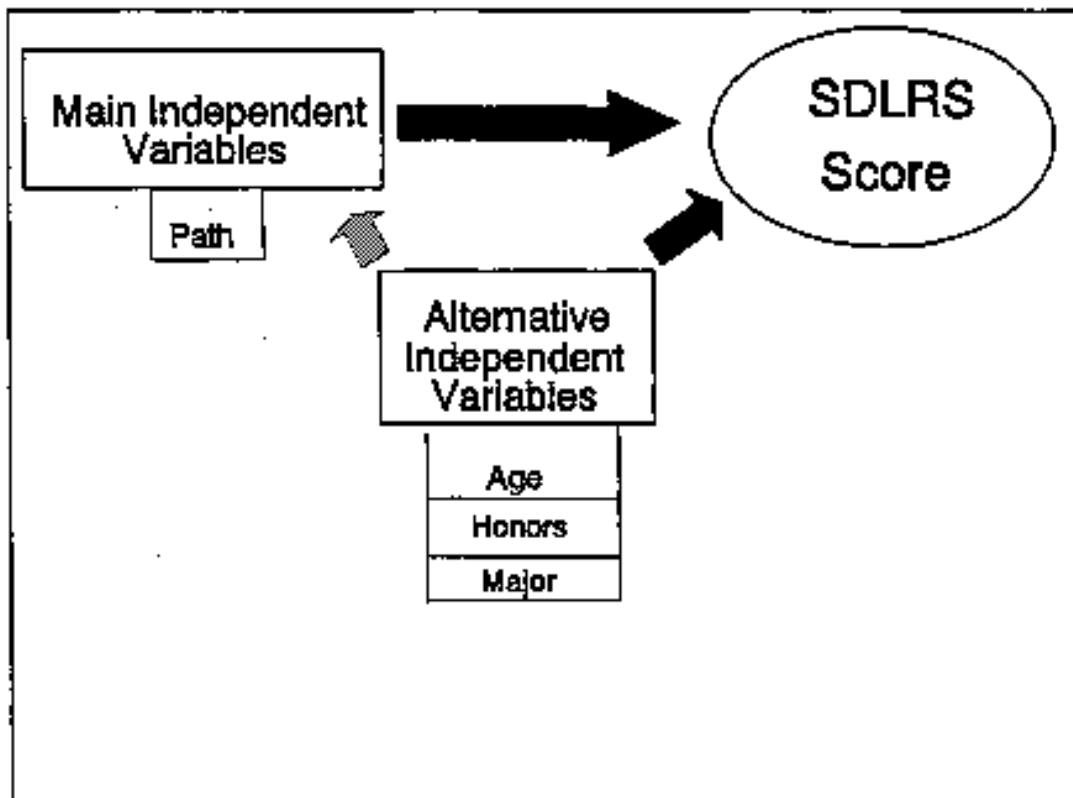 Main Independent
Variables
Path
SDLRS
Score
Alternative
Independent
Variables
Age
Honors
Major